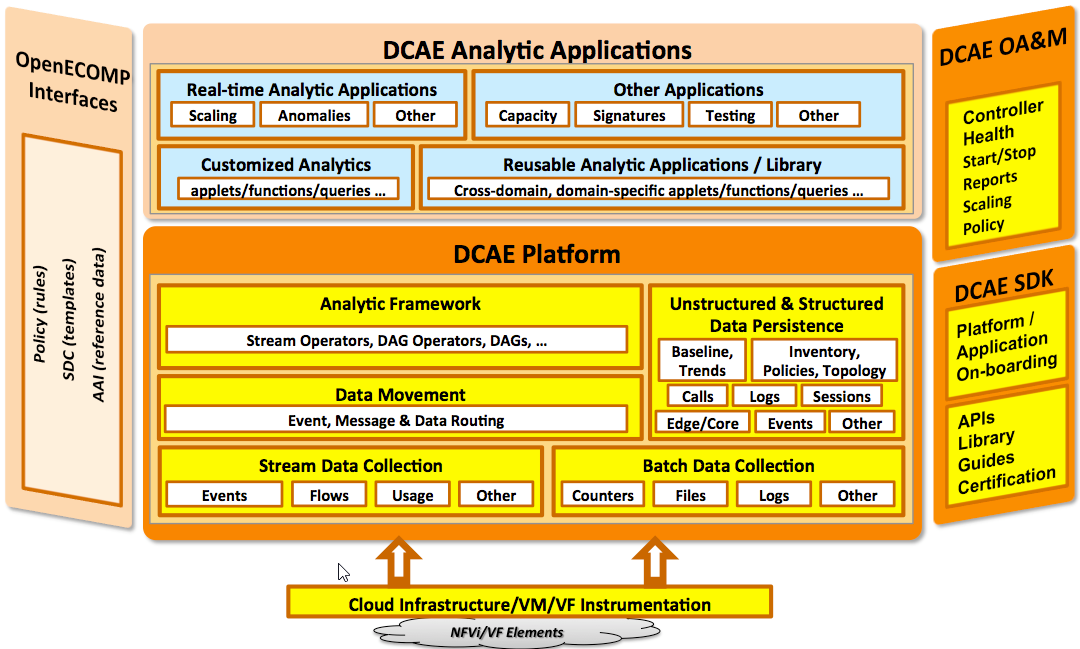 OpenECOMP
Interfaces
Policy (rules)
SDC (templates)
AAI (reference data)
DCAE Analytic Applications
Real-time Analytic Applications
Scaling
Anomalies
Other
Other Applications
Capacity
Signatures
Testing
Other
Customized Analytics
applets/functions/queries ...
Reusable Analytic Applications / Library
Cross-domain, domain-specific applets/functions/queries ...
DCAE Platform
Analytic Framework
Stream Operators, DAG Operators, DAGs, ...
Data Movement
Event, Message & Data Routing
Unstructured & Structured
Data Persistence
Baseline,
Trends
Inventory,
Policies, Topology
Calls
Logs
Sessions
Edge/Core
Events
Other
Stream Data Collection
Events
Flows
Usage
Other
Batch Data Collection
Counters
Files
Logs
Other
DCAE OA&M
Controller
Health
Start/Stop
Reports
Scaling
Policy
DCAE SDK
Platform /
Application
On-boarding
APIs
Library
Guides
Certification
Cloud Infrastructure/VM/VF Instrumentation
NFVi/VF Elements